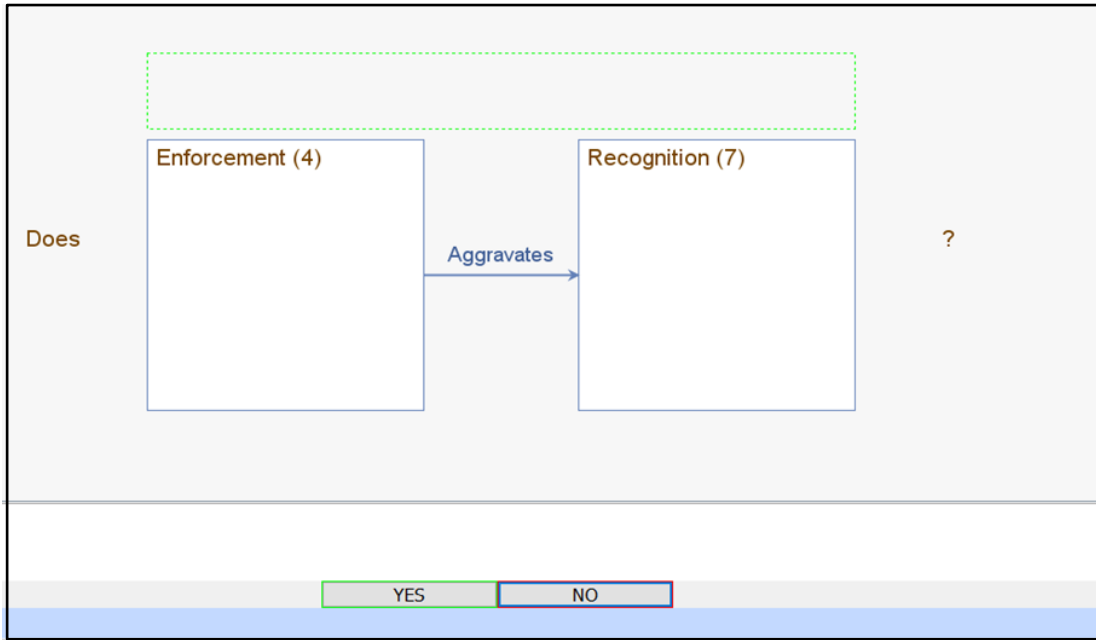 Enforcement (4)
Recognition (7)
Does
Aggravates
?
YES
NO